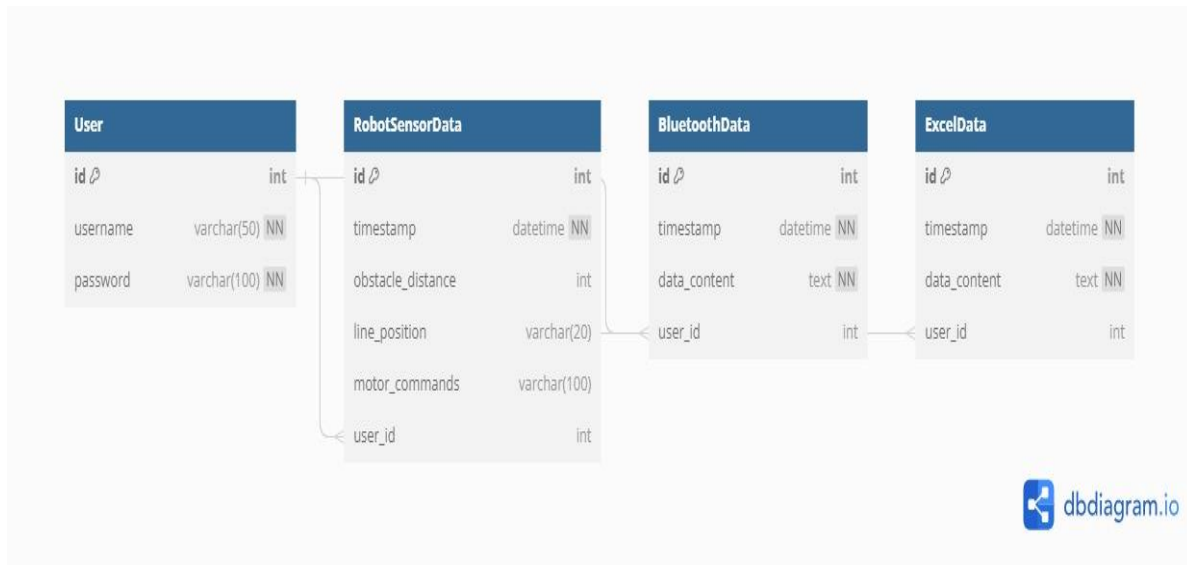 User
id int
username varchar(50) NN
password varchar(100) NN
RobotSensorData
id int
timestamp datetime NN
obstacle_distance int
line_position varchar(20)
motor_commands varchar(100)
user_id int
BluetoothData
id int
timestamp datetime NN
data_content text NN
user_id int
ExcelData
id int
timestamp datetime NN
data_content text NN
user_id int
dbdiagram.io